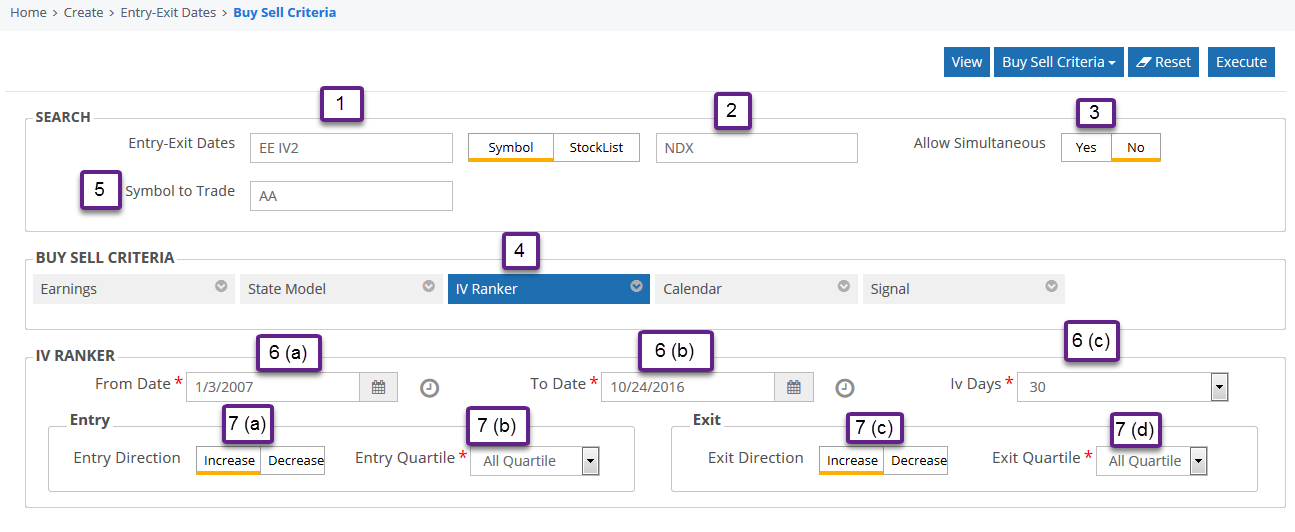 Home > Create > Entry-Exit Dates > Buy Sell Criteria
View Buy Sell Criteria Reset Execute
1 2 3
SEARCH
Entry-Exit Dates EE IV2 Symbol StockList NDX Allow Simultaneous Yes No
5 Symbol to Trade AA
4
BUY SELL CRITERIA
Earnings State Model IV Ranker Calendar Signal
6 (a) 6 (b) 6 (c)
IV RANKER
From Date * 1/3/2007 To Date * 10/24/2016 Iv Days * 30
7 (a) 7 (b) 7 (c) 7 (d)
Entry Exit
Entry Direction Increase Decrease Entry Quartile * All Quartile Exit Direction Increase Decrease Exit Quartile * All Quartile